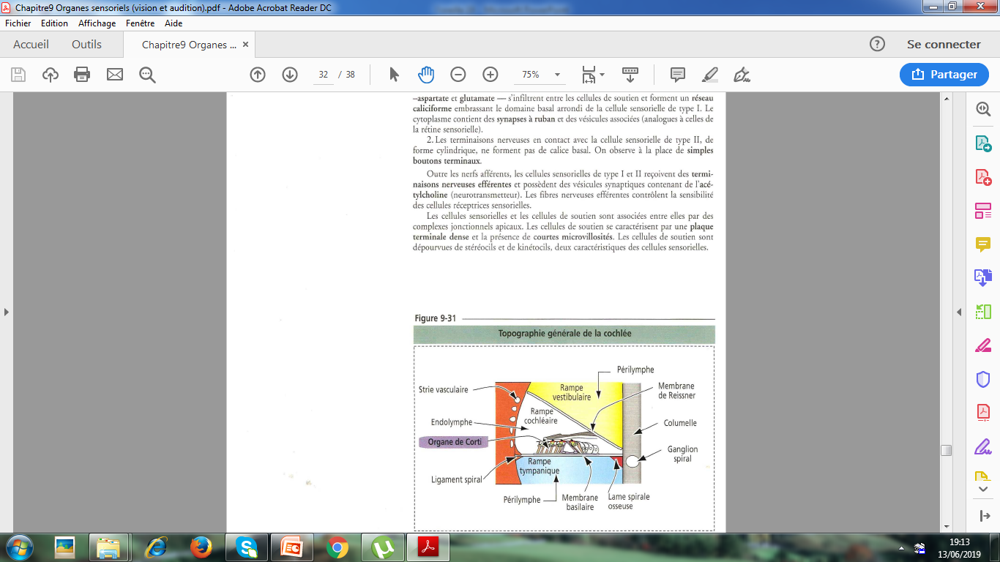 Chapitre9 Organes sensoriels (vision et audition).pdf - Adobe Acrobat Reader DC
Fichier Edition Affichage Fenêtre Aide
Accueil Outils Chapitre9 Organes ... × Se connecter
32 / 38 75% Partager
–aspartate et glutamate — s'infiltrent entre les cellules de soutien et forment un réseau
caliciforme embrassant le domaine basal arrondi de la cellule sensorielle de type I. Le
cytoplasme contient des synapses à ruban et des vésicules associées (analogues à celles de
la rétine sensorielle).
2. Les terminaisons nerveuses en contact avec la cellule sensorielle de type II, de
forme cylindrique, ne forment pas de calice basal. On observe à la place de simples
boutons terminaux.
Outre les nerfs afférents, les cellules sensorielles de type I et II reçoivent des termi-
naisons nerveuses efférentes et possèdent des vésicules synaptiques contenant de l'acé-
tylcholine (neurotransmetteur). Les fibres nerveuses efférentes contrôlent la sensibilité
des cellules réceptrices sensorielles.
Les cellules sensorielles et les cellules de soutien sont associées entre elles par des
complexes jonctionnels apicaux. Les cellules de soutien se caractérisent par une plaque
terminale dense et la présence de courtes microvillosités. Les cellules de soutien sont
dépourvues de stéréocils et de kinétocils, deux caractéristiques des cellules sensorielles.
Figure 9-31
Topographie générale de la cochlée
Périlymphe
Strie vasculaire
Rampe
vestibulaire
Membrane
de Reissner
Rampe
cochléaire
Endolymphe
Columelle
Organe de Corti
Ganglion
spiral
Rampe
tympanique
Ligament spiral
Périlymphe
Membrane
basilaire
Lame spirale
osseuse
19:13
13/06/2019